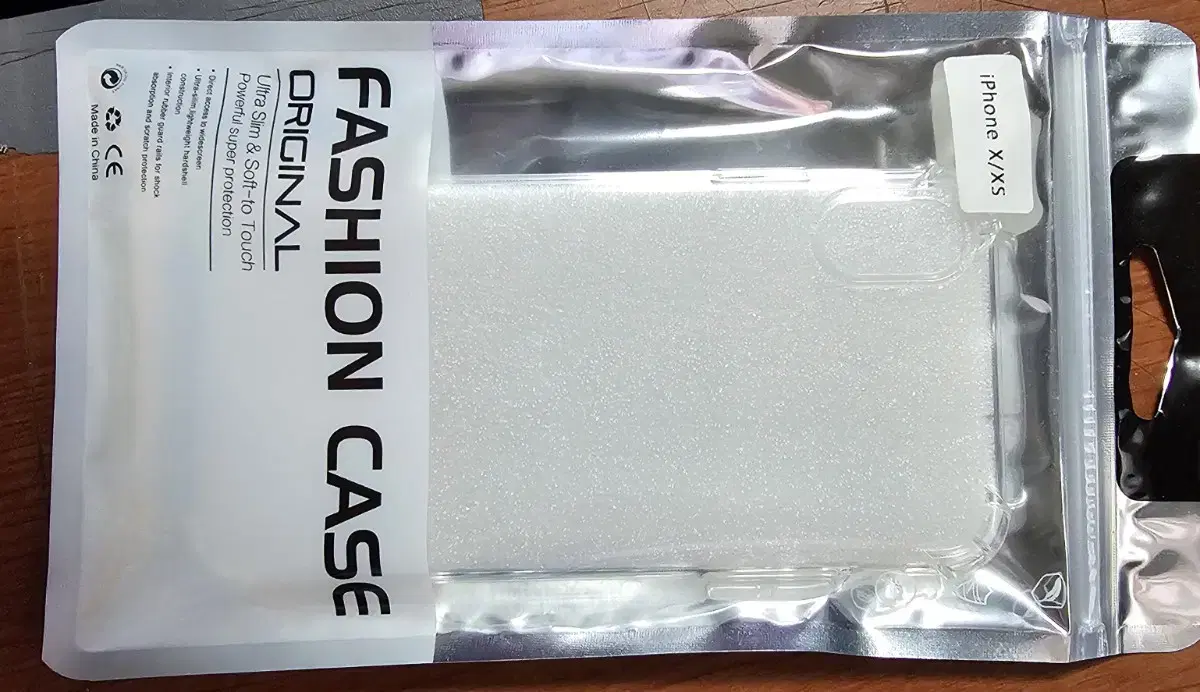 iPhone X/XS
FASHION CASE
ORIGINAL
Ultra Slim & Soft-to Touch
Powerful super protection
• Direct access to widescreen
• Ultra-slim lightweight hardshell
construction
• Interior rubber guard rails for shock
absorption and scratch protection
CE
Made in China